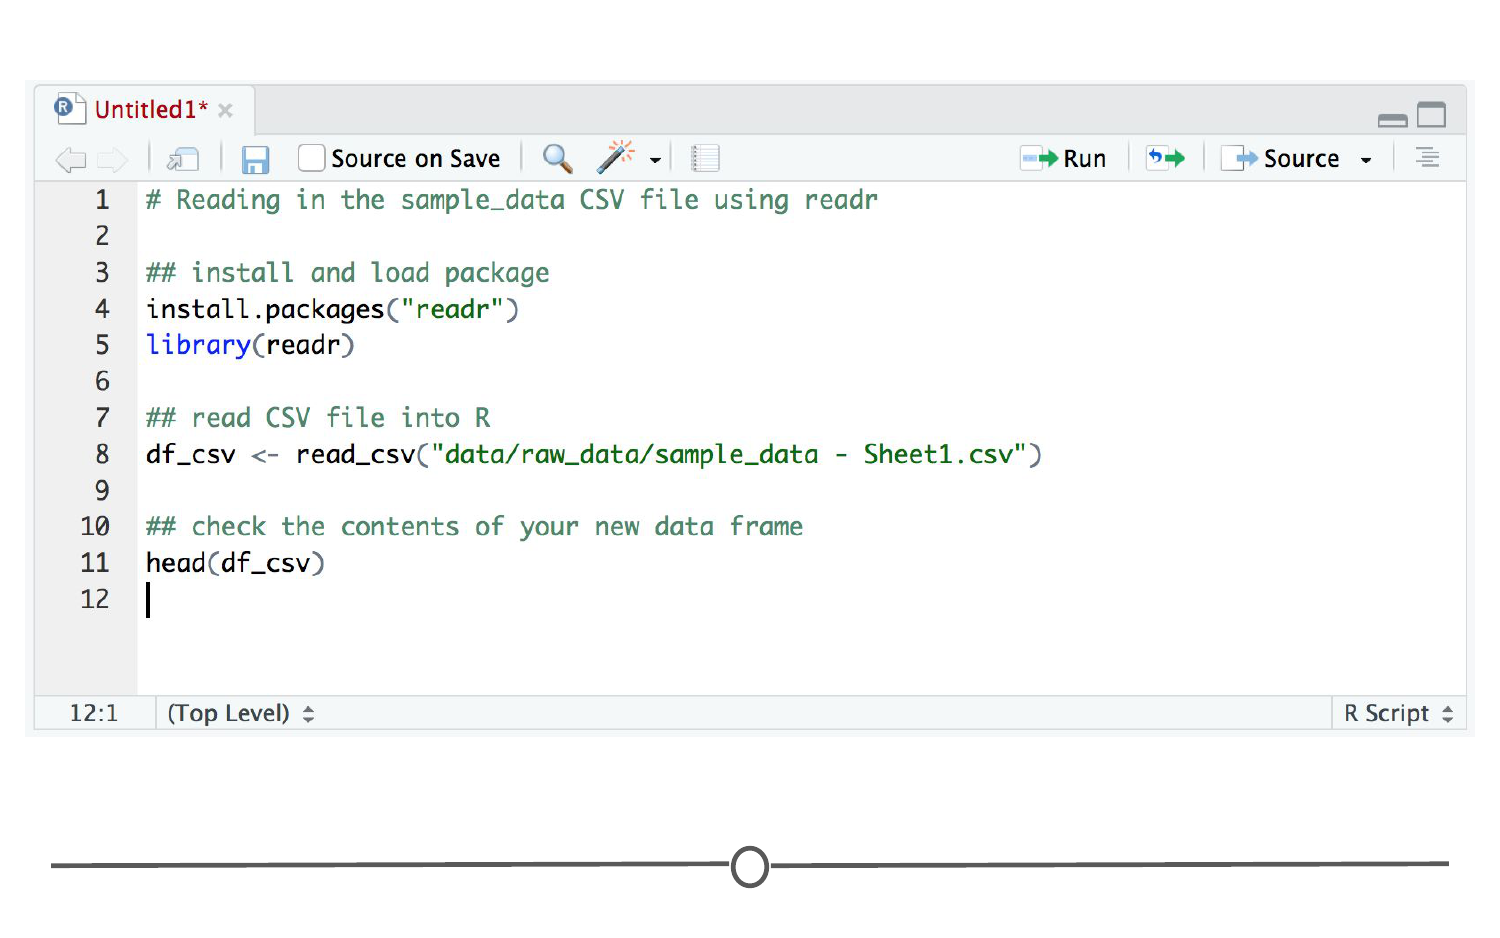 Untitled1*
Source on Save
Run
Source
1 # Reading in the sample_data CSV file using readr
2
3 ## install and load package
4 install.packages("readr")
5 library(readr)
6
7 ## read CSV file into R
8 df_csv <- read_csv("data/raw_data/sample_data - Sheet1.csv")
9
10 ## check the contents of your new data frame
11 head(df_csv)
12
12:1 (Top Level) R Script